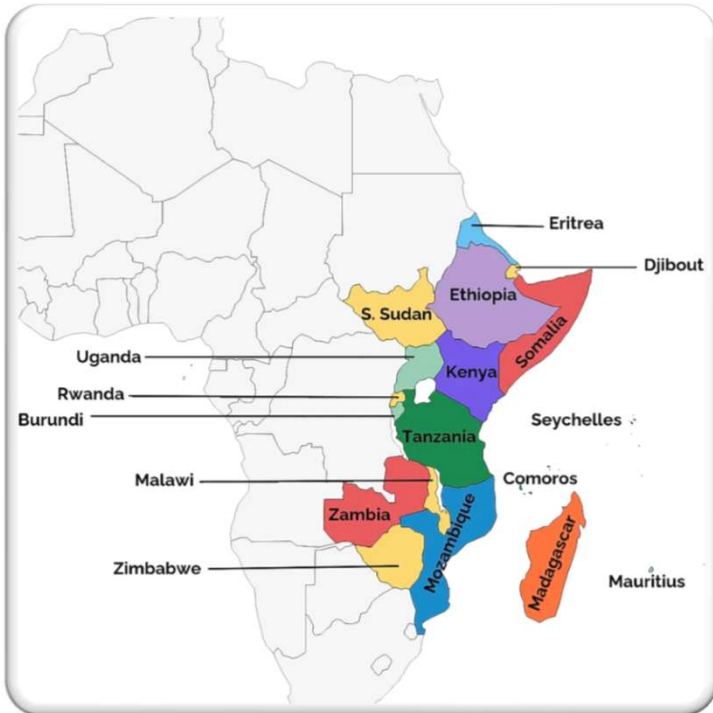 Eritrea
Djibout
Ethiopia
S. Sudan
Somalia
Uganda
Kenya
Rwanda
Burundi
Seychelles
Tanzania
Malawi
Comoros
Zambia
Mozambique
Madagascar
Zimbabwe
Mauritius